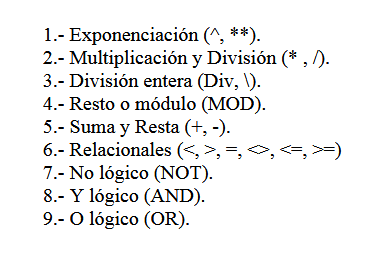 1.- Exponenciación (^, **).
2.- Multiplicación y División (* , /).
3.- División entera (Div, \).
4.- Resto o módulo (MOD).
5.- Suma y Resta (+, -).
6.- Relacionales (<, >, =, <>, <=, >=)
7.- No lógico (NOT).
8.- Y lógico (AND).
9.- O lógico (OR).